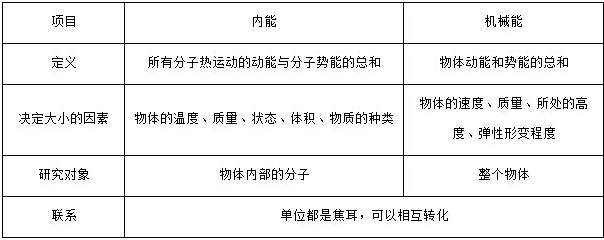 项目 内能 机械能
定义 所有分子热运动的动能与分子势能的总和 物体动能和势能的总和
决定大小的因素 物体的温度、质量、状态、体积、物质的种类 物体的速度、质量、所处的高
度、弹性形变程度
研究对象 物体内部的分子 整个物体
联系 单位都是焦耳，可以相互转化